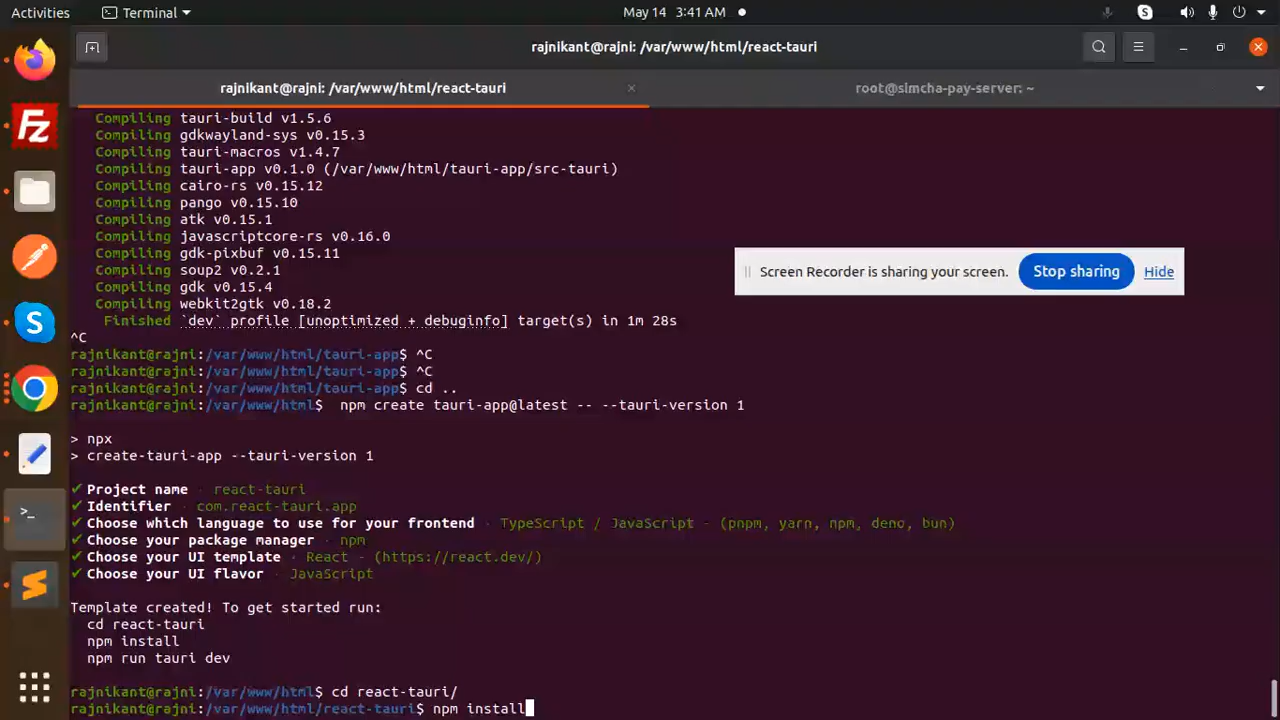 Activities
Terminal
May 14 3:41 AM
rajnikant@rajni: /var/www/html/react-tauri
rajnikant@rajni: /var/www/html/react-tauri
root@simcha-pay-server: ~
Compiling tauri-build v1.5.6
Compiling gdkwayland-sys v0.15.3
Compiling tauri-macros v1.4.7
Compiling tauri-app v0.1.0 (/var/www/html/tauri-app/src-tauri)
Compiling cairo-rs v0.15.12
Compiling pango v0.15.10
Compiling atk v0.15.1
Compiling javascriptcore-rs v0.16.0
Compiling gdk-pixbuf v0.15.11
Compiling soup2 v0.2.1
Compiling gdk v0.15.4
Compiling webkit2gtk v0.18.2
Finished `dev` profile [unoptimized + debuginfo] target(s) in 1m 28s
Screen Recorder is sharing your screen.
Stop sharing
Hide
^C
rajnikant@rajni:/var/www/html/tauri-app$ ^C
rajnikant@rajni:/var/www/html/tauri-app$ ^C
rajnikant@rajni:/var/www/html/tauri-app$ cd ..
rajnikant@rajni:/var/www/html$  npm create tauri-app@latest -- --tauri-version 1
> npx
> create-tauri-app --tauri-version 1
✔ Project name · react-tauri
✔ Identifier · com.react-tauri.app
✔ Choose which language to use for your frontend · TypeScript / JavaScript - (pnpm, yarn, npm, deno, bun)
✔ Choose your package manager · npm
✔ Choose your UI template · React - (https://react.dev/)
✔ Choose your UI flavor · JavaScript
Template created! To get started run:
cd react-tauri
npm install
npm run tauri dev
rajnikant@rajni:/var/www/html$ cd react-tauri/
rajnikant@rajni:/var/www/html/react-tauri$ npm install